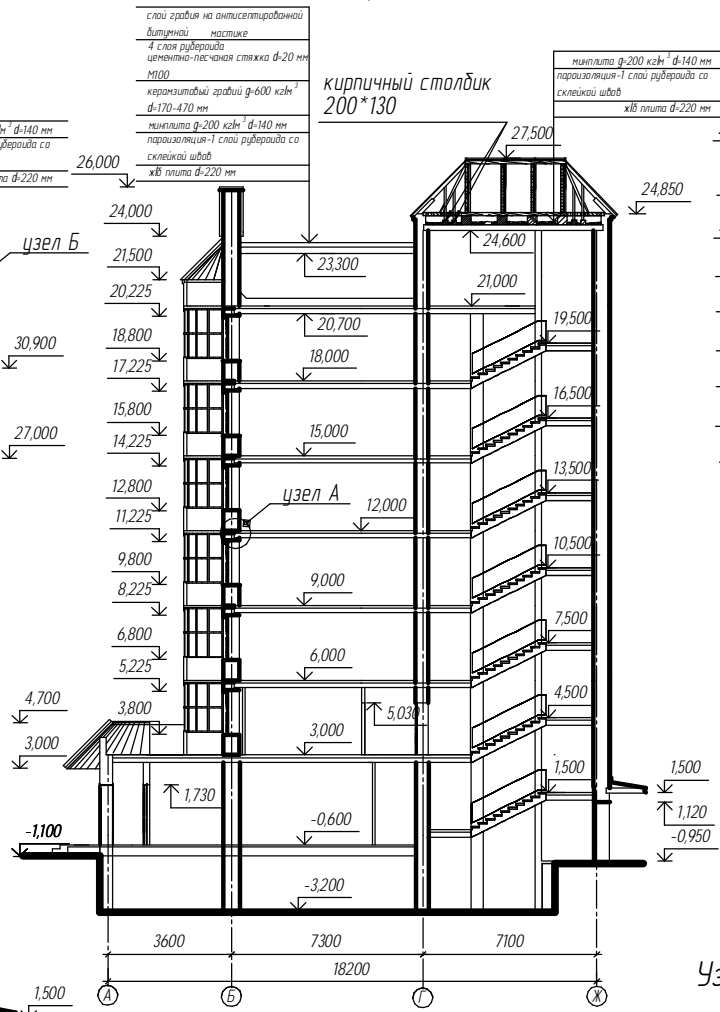 слой гравия на антисептированной
битумной мастике
4 слоя рубероида
цементно-песчаная стяжка d=20 мм
М100
керамзитовый гравий g=600 кг/м³
d=170-470 мм
минплита g=200 кг/м³ d=140 мм
пароизоляция-1 слой рубероида со
склейкой швов
ж/б плита d=220 мм
кирпичный столбик
200*130
минплита g=200 кг/м³ d=140 мм
пароизоляция-1 слой рубероида со
склейкой швов
ж/б плита d=220 мм
d=140 мм
рубероида со
d=220 мм
узел Б
30,900
27,000
26,000
24,000
21,500
20,225
18,800
17,225
15,800
14,225
12,800
11,225
9,800
8,225
6,800
5,225
3,800
4,700
3,000
-1,100
1,500
27,500
24,850
24,600
23,300
21,000
20,700
18,000
15,000
узел А
12,000
9,000
6,000
5,030
3,000
1,730
-0,600
-3,200
19,500
16,500
13,500
10,500
7,500
4,500
1,500
1,500
1,120
-0,950
3600
7300
7100
18200
А
Б
Г
Ж